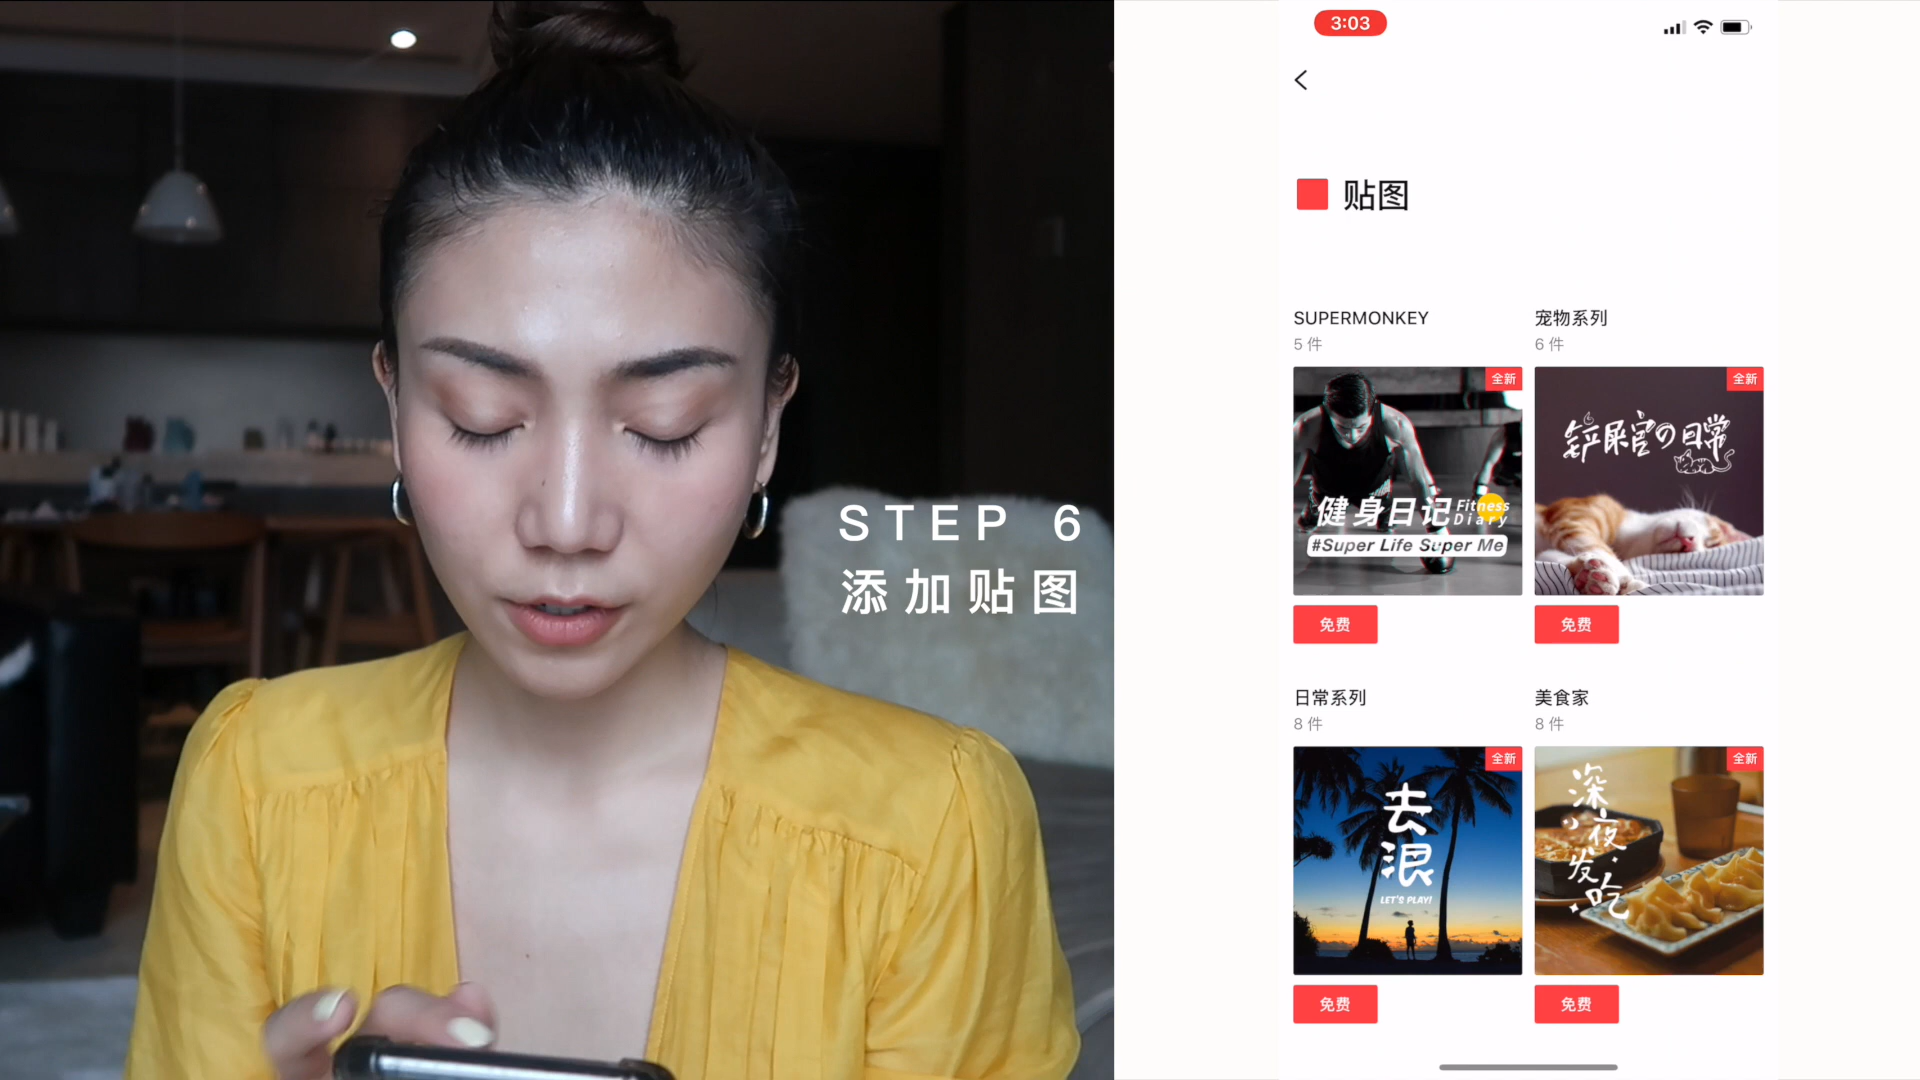 STEP 6
添加贴图
3:03
贴图
SUPERMONKEY
5 件
全新
健身日记 Fitness Diary
#Super Life Super Me
免费
宠物系列
6 件
全新
铲屎官の日常
免费
日常系列
8 件
全新
去
浪
LET'S PLAY!
免费
美食家
8 件
全新
深夜发吃
免费